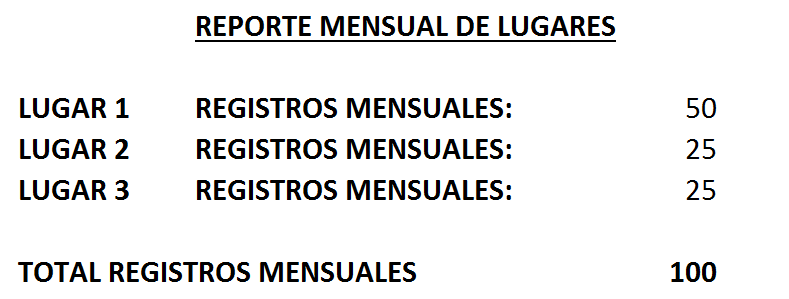 REPORTE MENSUAL DE LUGARES
LUGAR 1 REGISTROS MENSUALES: 50
LUGAR 2 REGISTROS MENSUALES: 25
LUGAR 3 REGISTROS MENSUALES: 25
TOTAL REGISTROS MENSUALES 100